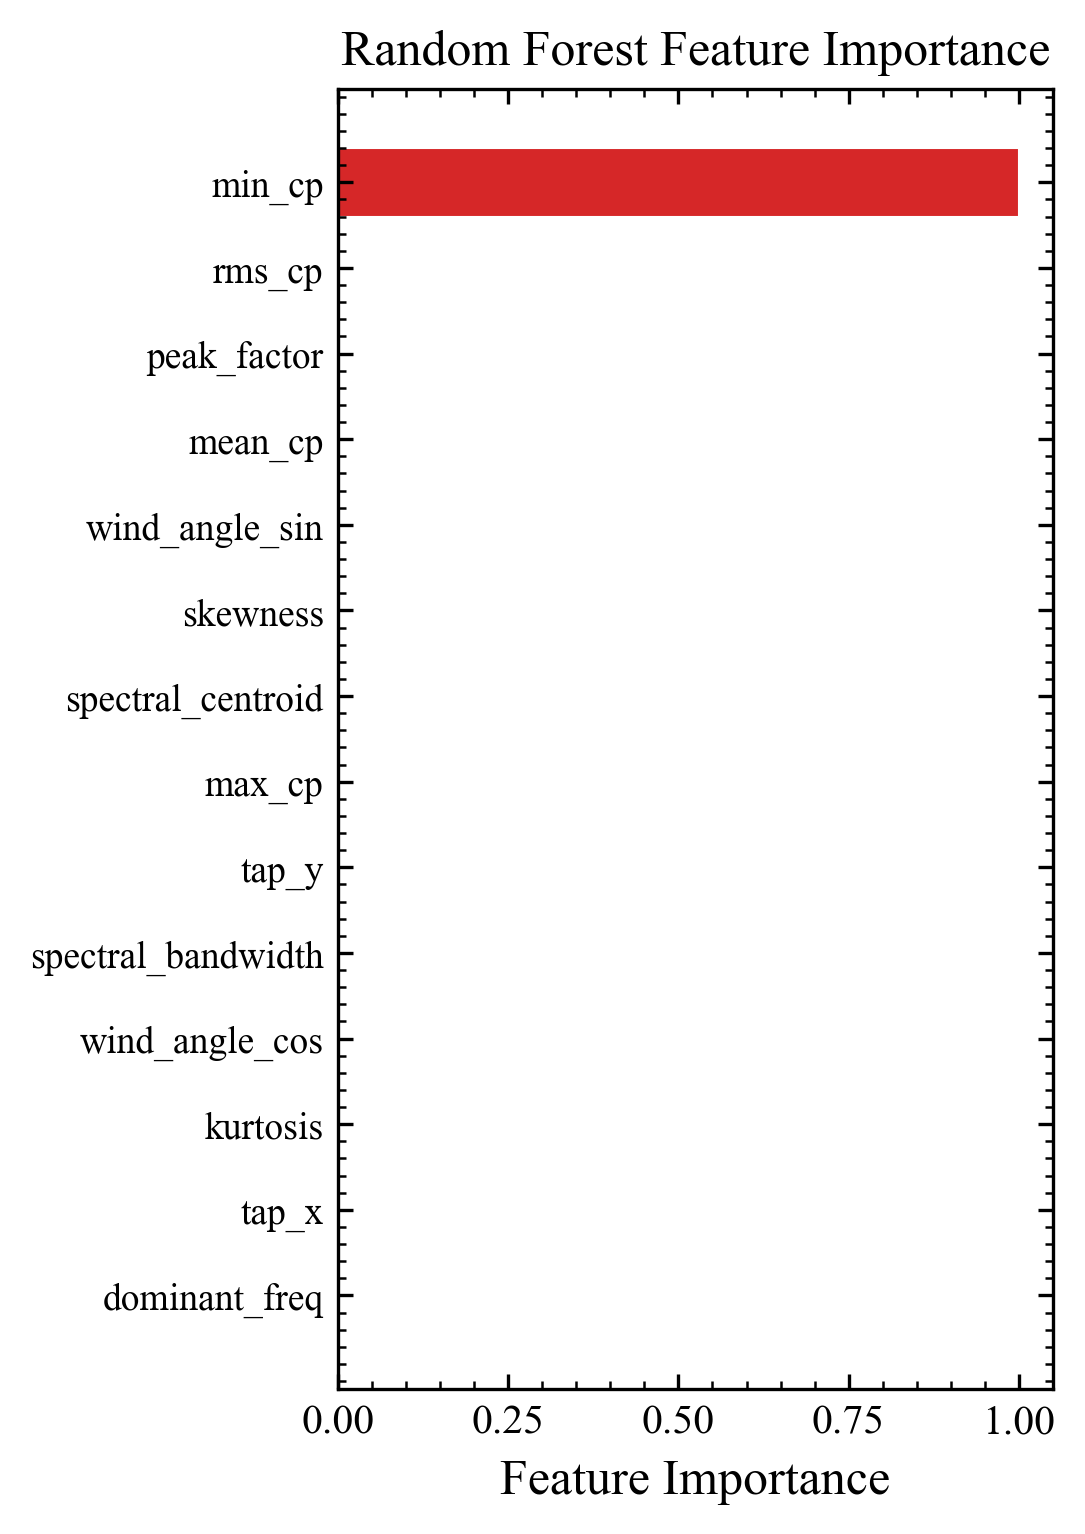 Random Forest Feature Importance
min_cp
rms_cp
peak_factor
mean_cp
wind_angle_sin
skewness
spectral_centroid
max_cp
tap_y
spectral_bandwidth
wind_angle_cos
kurtosis
tap_x
dominant_freq
0.00 0.25 0.50 0.75 1.00
Feature Importance